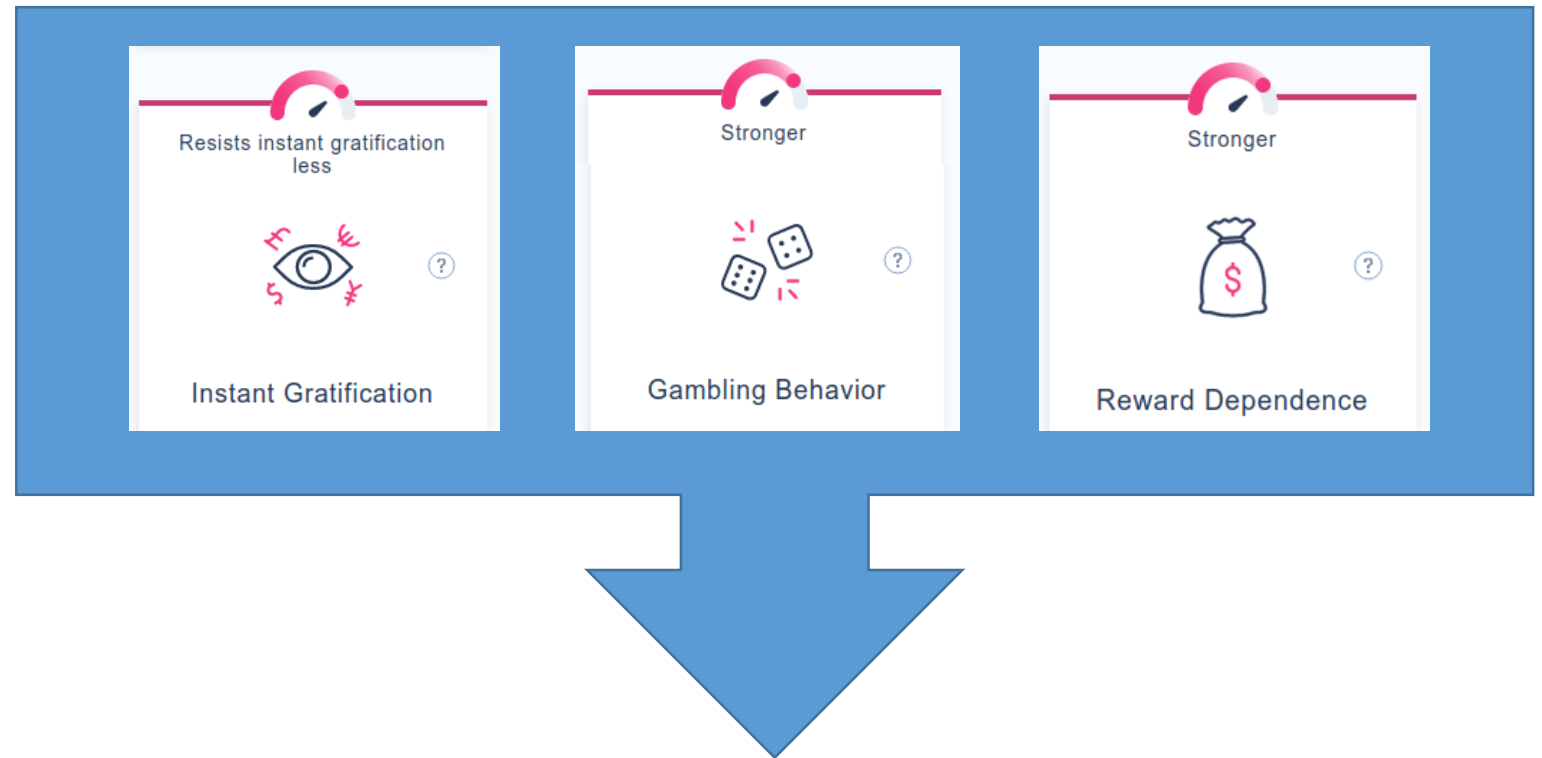 Resists instant gratification
less
£
€
$
¥
?
Instant Gratification
Stronger
?
Gambling Behavior
Stronger
$
?
Reward Dependence